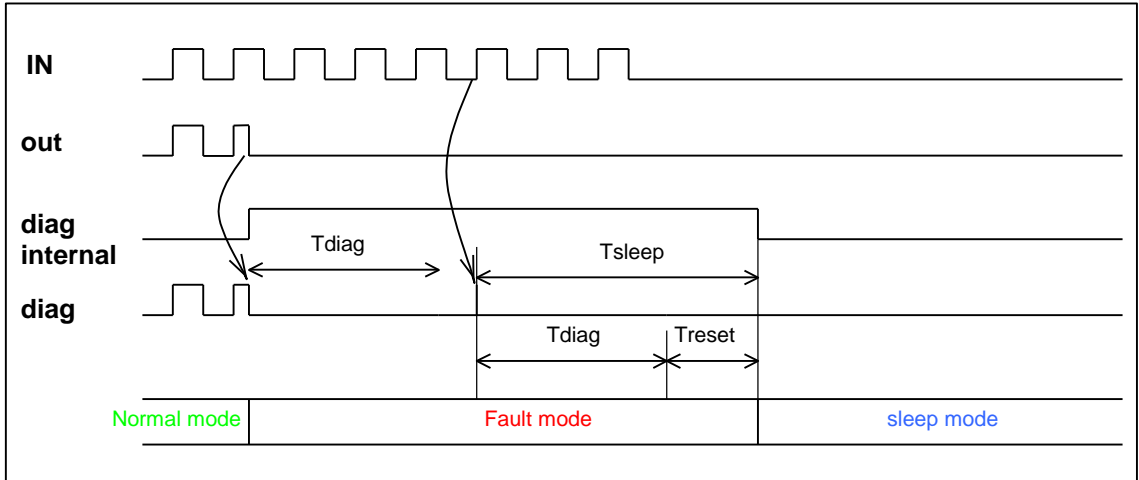 IN
out
diag
internal
Tdiag
Tsleep
diag
Tdiag
Treset
Normal mode
Fault mode
sleep mode